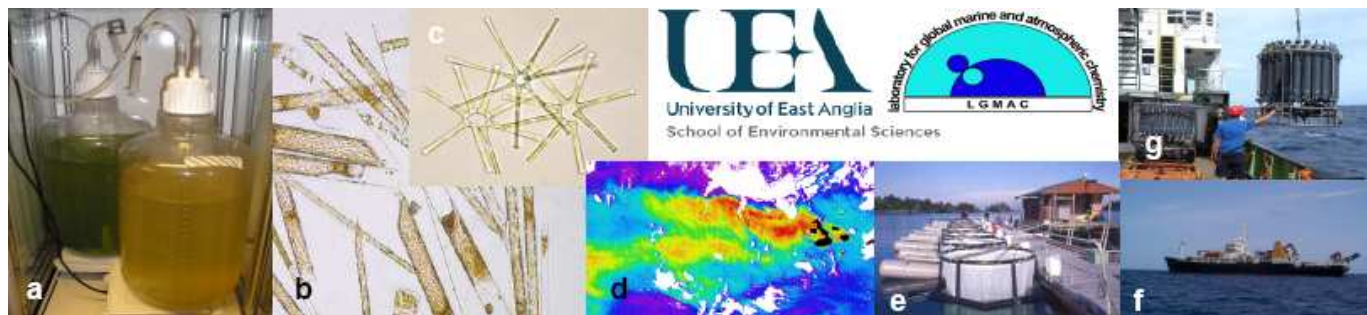 a
b
c
UEA
University of East Anglia
School of Environmental Sciences
laboratory for global marine and atmospheric chemistry
LGMAC
d
e
g
f